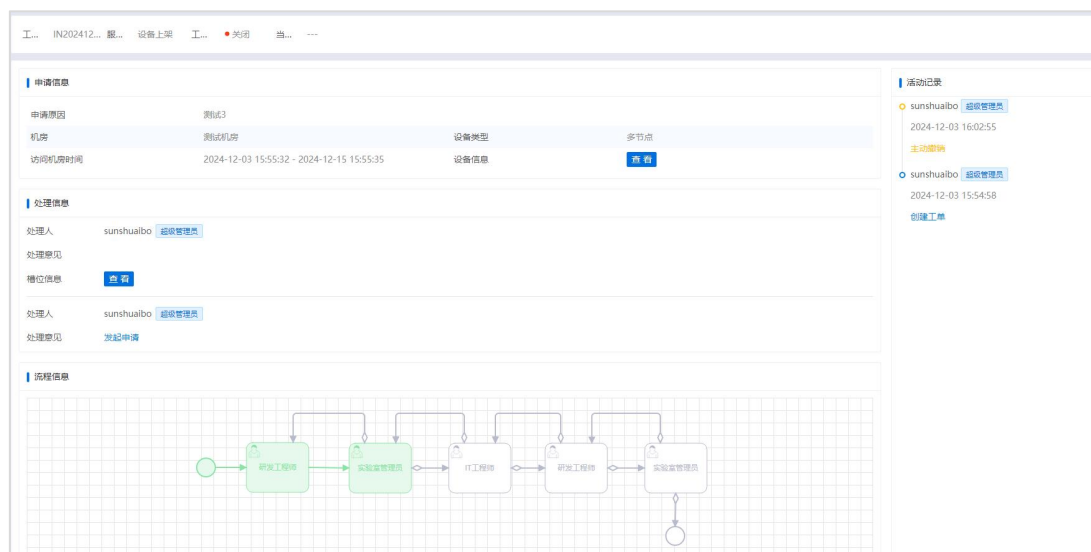 工... IN202412... 服... 设备上架 工... 关闭 当... ---
申请信息
申请原因 测试3
机房 测试机房 设备类型 多节点
访问机房时间 2024-12-03 15:55:32 - 2024-12-15 15:55:35 设备信息 查看
处理信息
处理人 sunshuaibo 超级管理员
处理意见
槽位信息 查看
处理人 sunshuaibo 超级管理员
处理意见 发起申请
流程信息
研发工程师 实验室管理员 IT工程师 研发工程师 实验室管理员
活动记录
sunshuaibo 超级管理员
2024-12-03 16:02:55
主动撤销
sunshuaibo 超级管理员
2024-12-03 15:54:58
创建工单